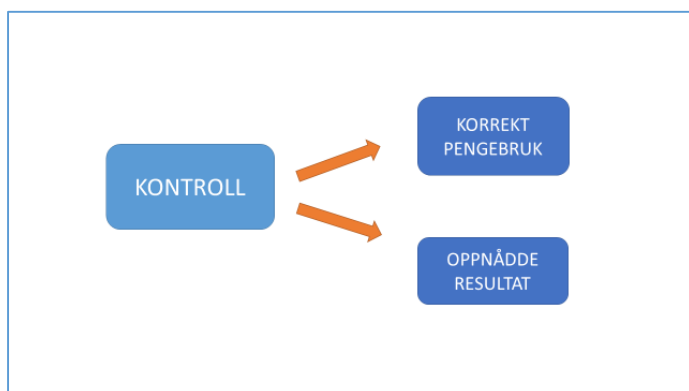 KONTROLL
KORREKT
PENGEBRUK
OPPNÅDDE
RESULTAT